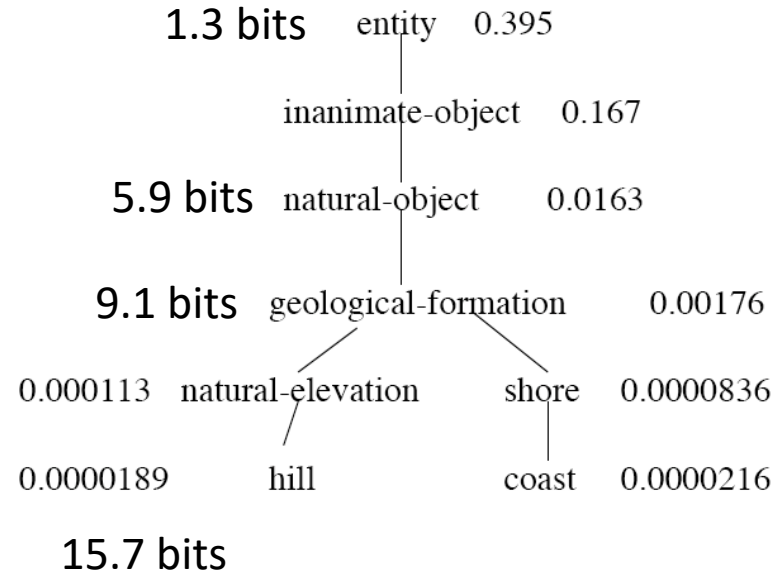 1.3 bits entity 0.395
inanimate-object 0.167
5.9 bits natural-object 0.0163
9.1 bits geological-formation 0.00176
0.000113 natural-elevation shore 0.0000836
0.0000189 hill coast 0.0000216
15.7 bits